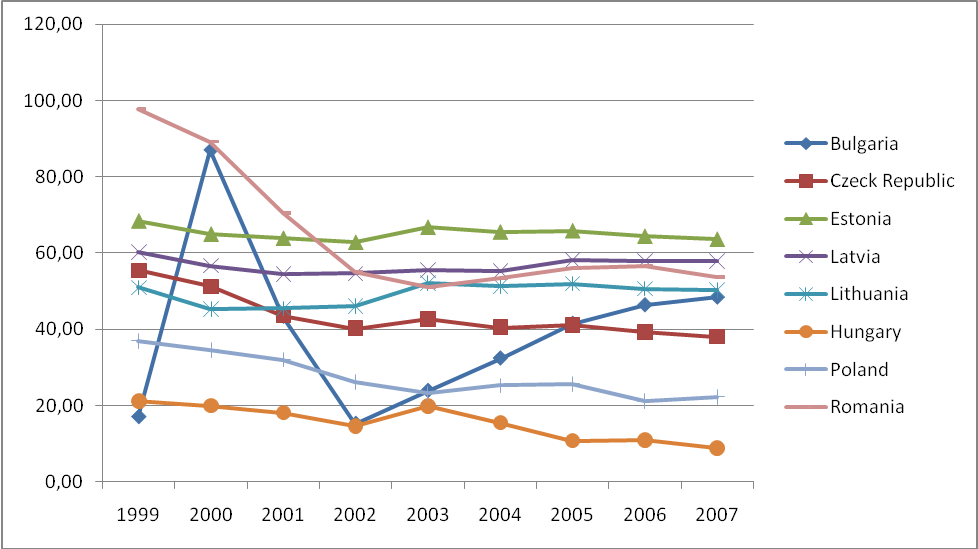 120,00
100,00
80,00
60,00
40,00
20,00
0,00
1999 2000 2001 2002 2003 2004 2005 2006 2007
Bulgaria
Czeck Republic
Estonia
Latvia
Lithuania
Hungary
Poland
Romania